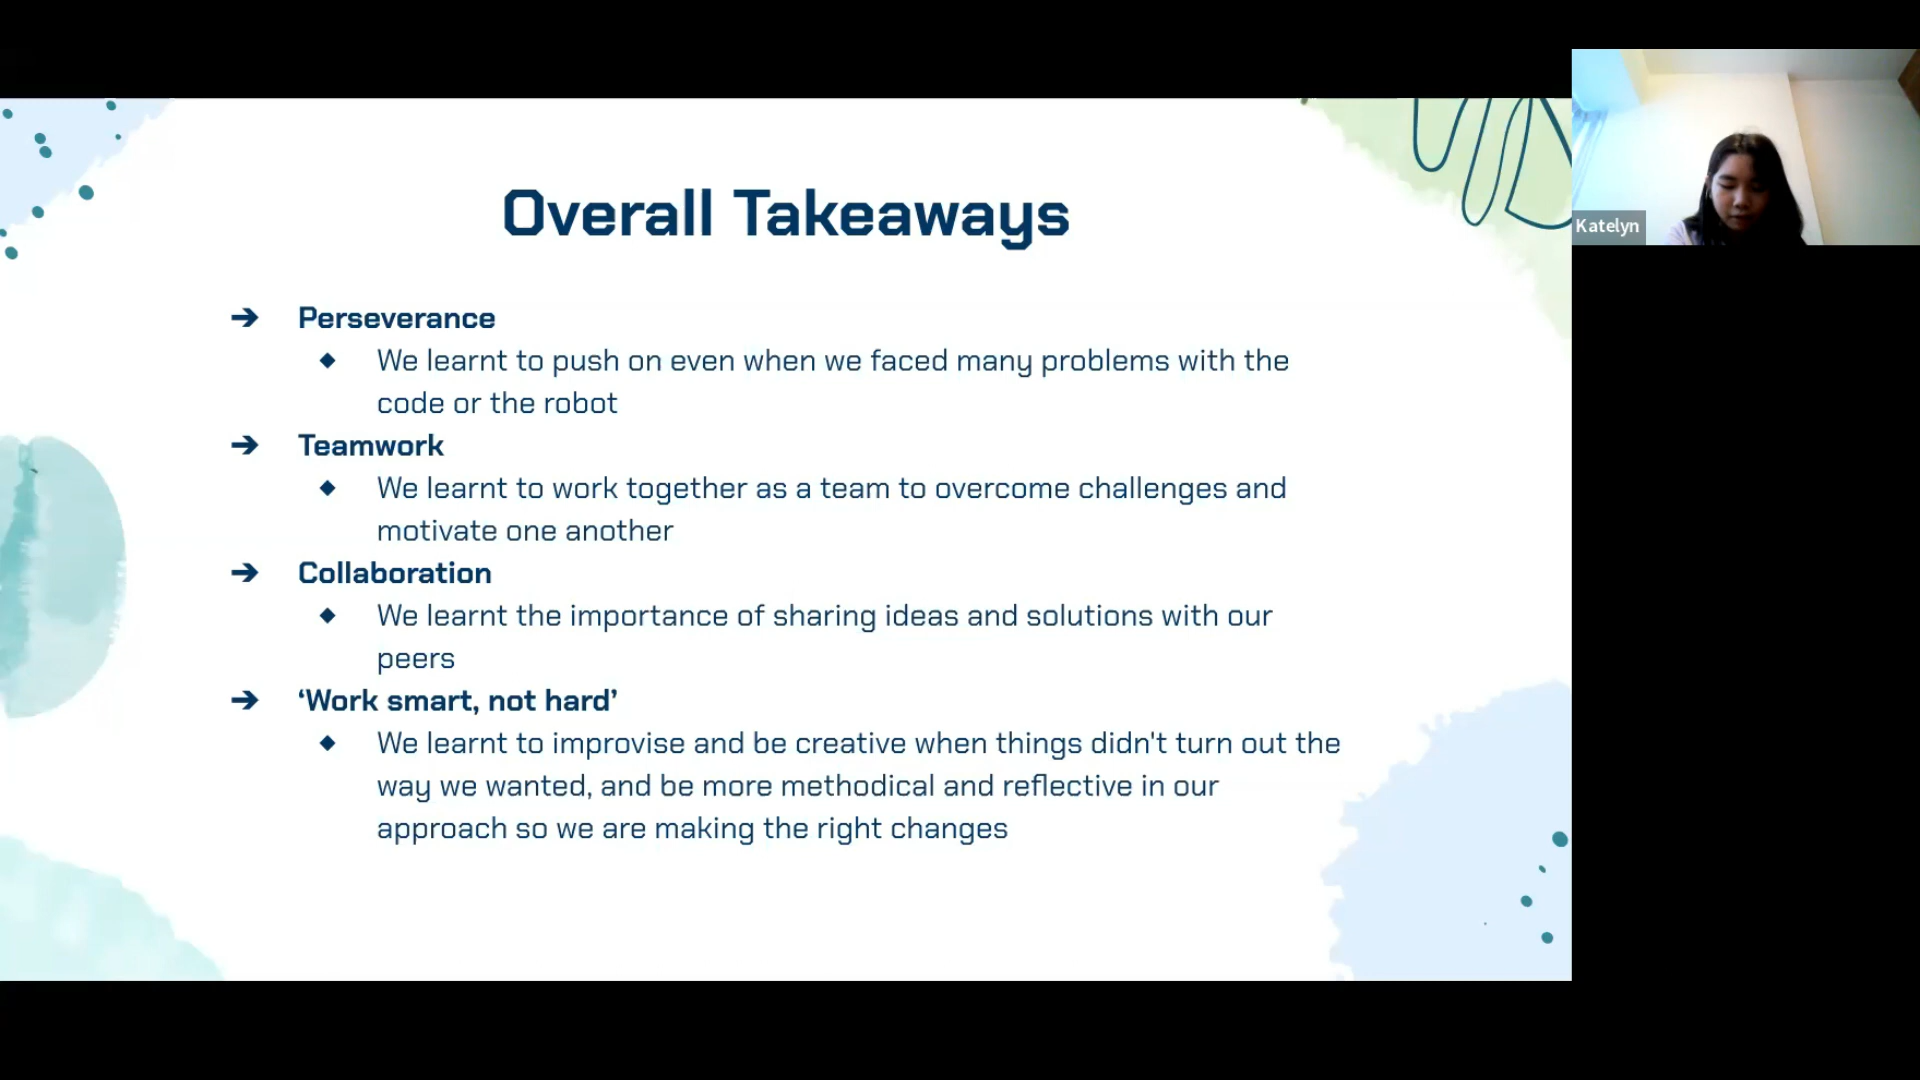 Overall Takeaways
➔ Perseverance
◆ We learnt to push on even when we faced many problems with the
code or the robot
➔ Teamwork
◆ We learnt to work together as a team to overcome challenges and
motivate one another
➔ Collaboration
◆ We learnt the importance of sharing ideas and solutions with our
peers
➔ ‘Work smart, not hard’
◆ We learnt to improvise and be creative when things didn't turn out the
way we wanted, and be more methodical and reflective in our
approach so we are making the right changes
Katelyn